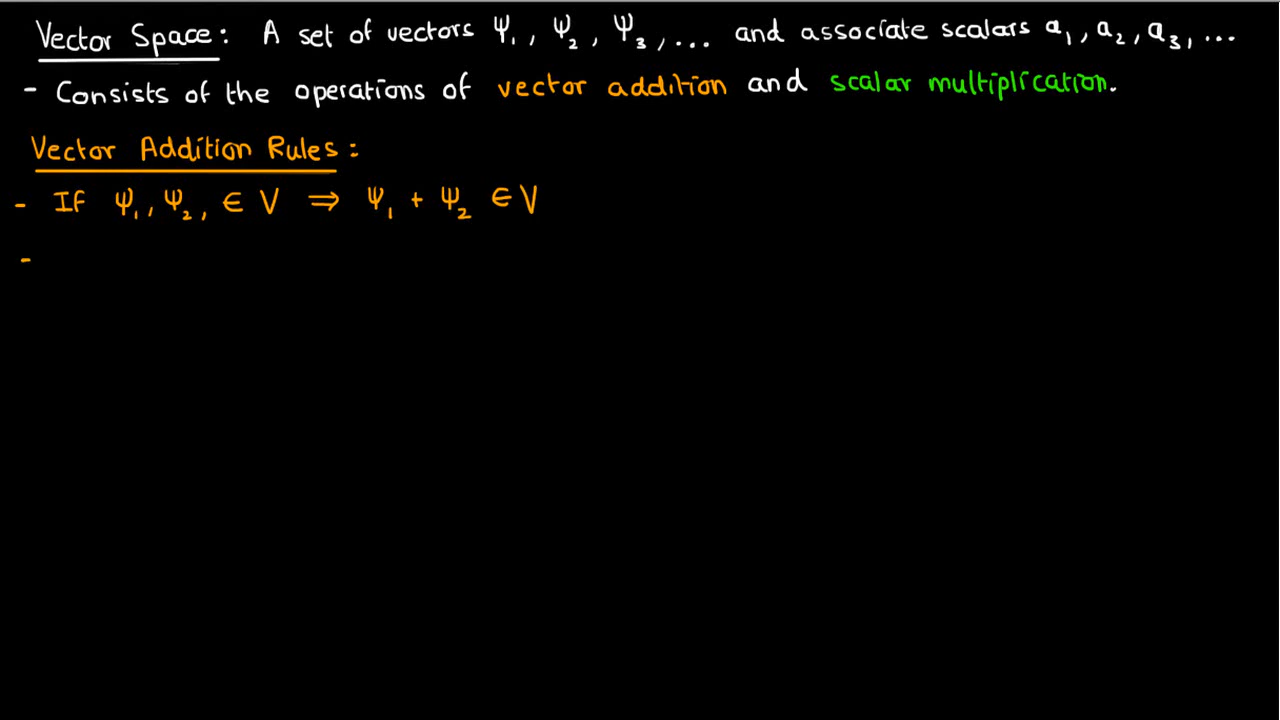 Vector Space: A set of vectors Ψ₁, Ψ₂, Ψ₃, ... and associate scalars a₁, a₂, a₃, ...
- Consists of the operations of vector addition and scalar multiplication.
Vector Addition Rules:
- If Ψ₁, Ψ₂, ∈ V ⇒ Ψ₁ + Ψ₂ ∈ V
-